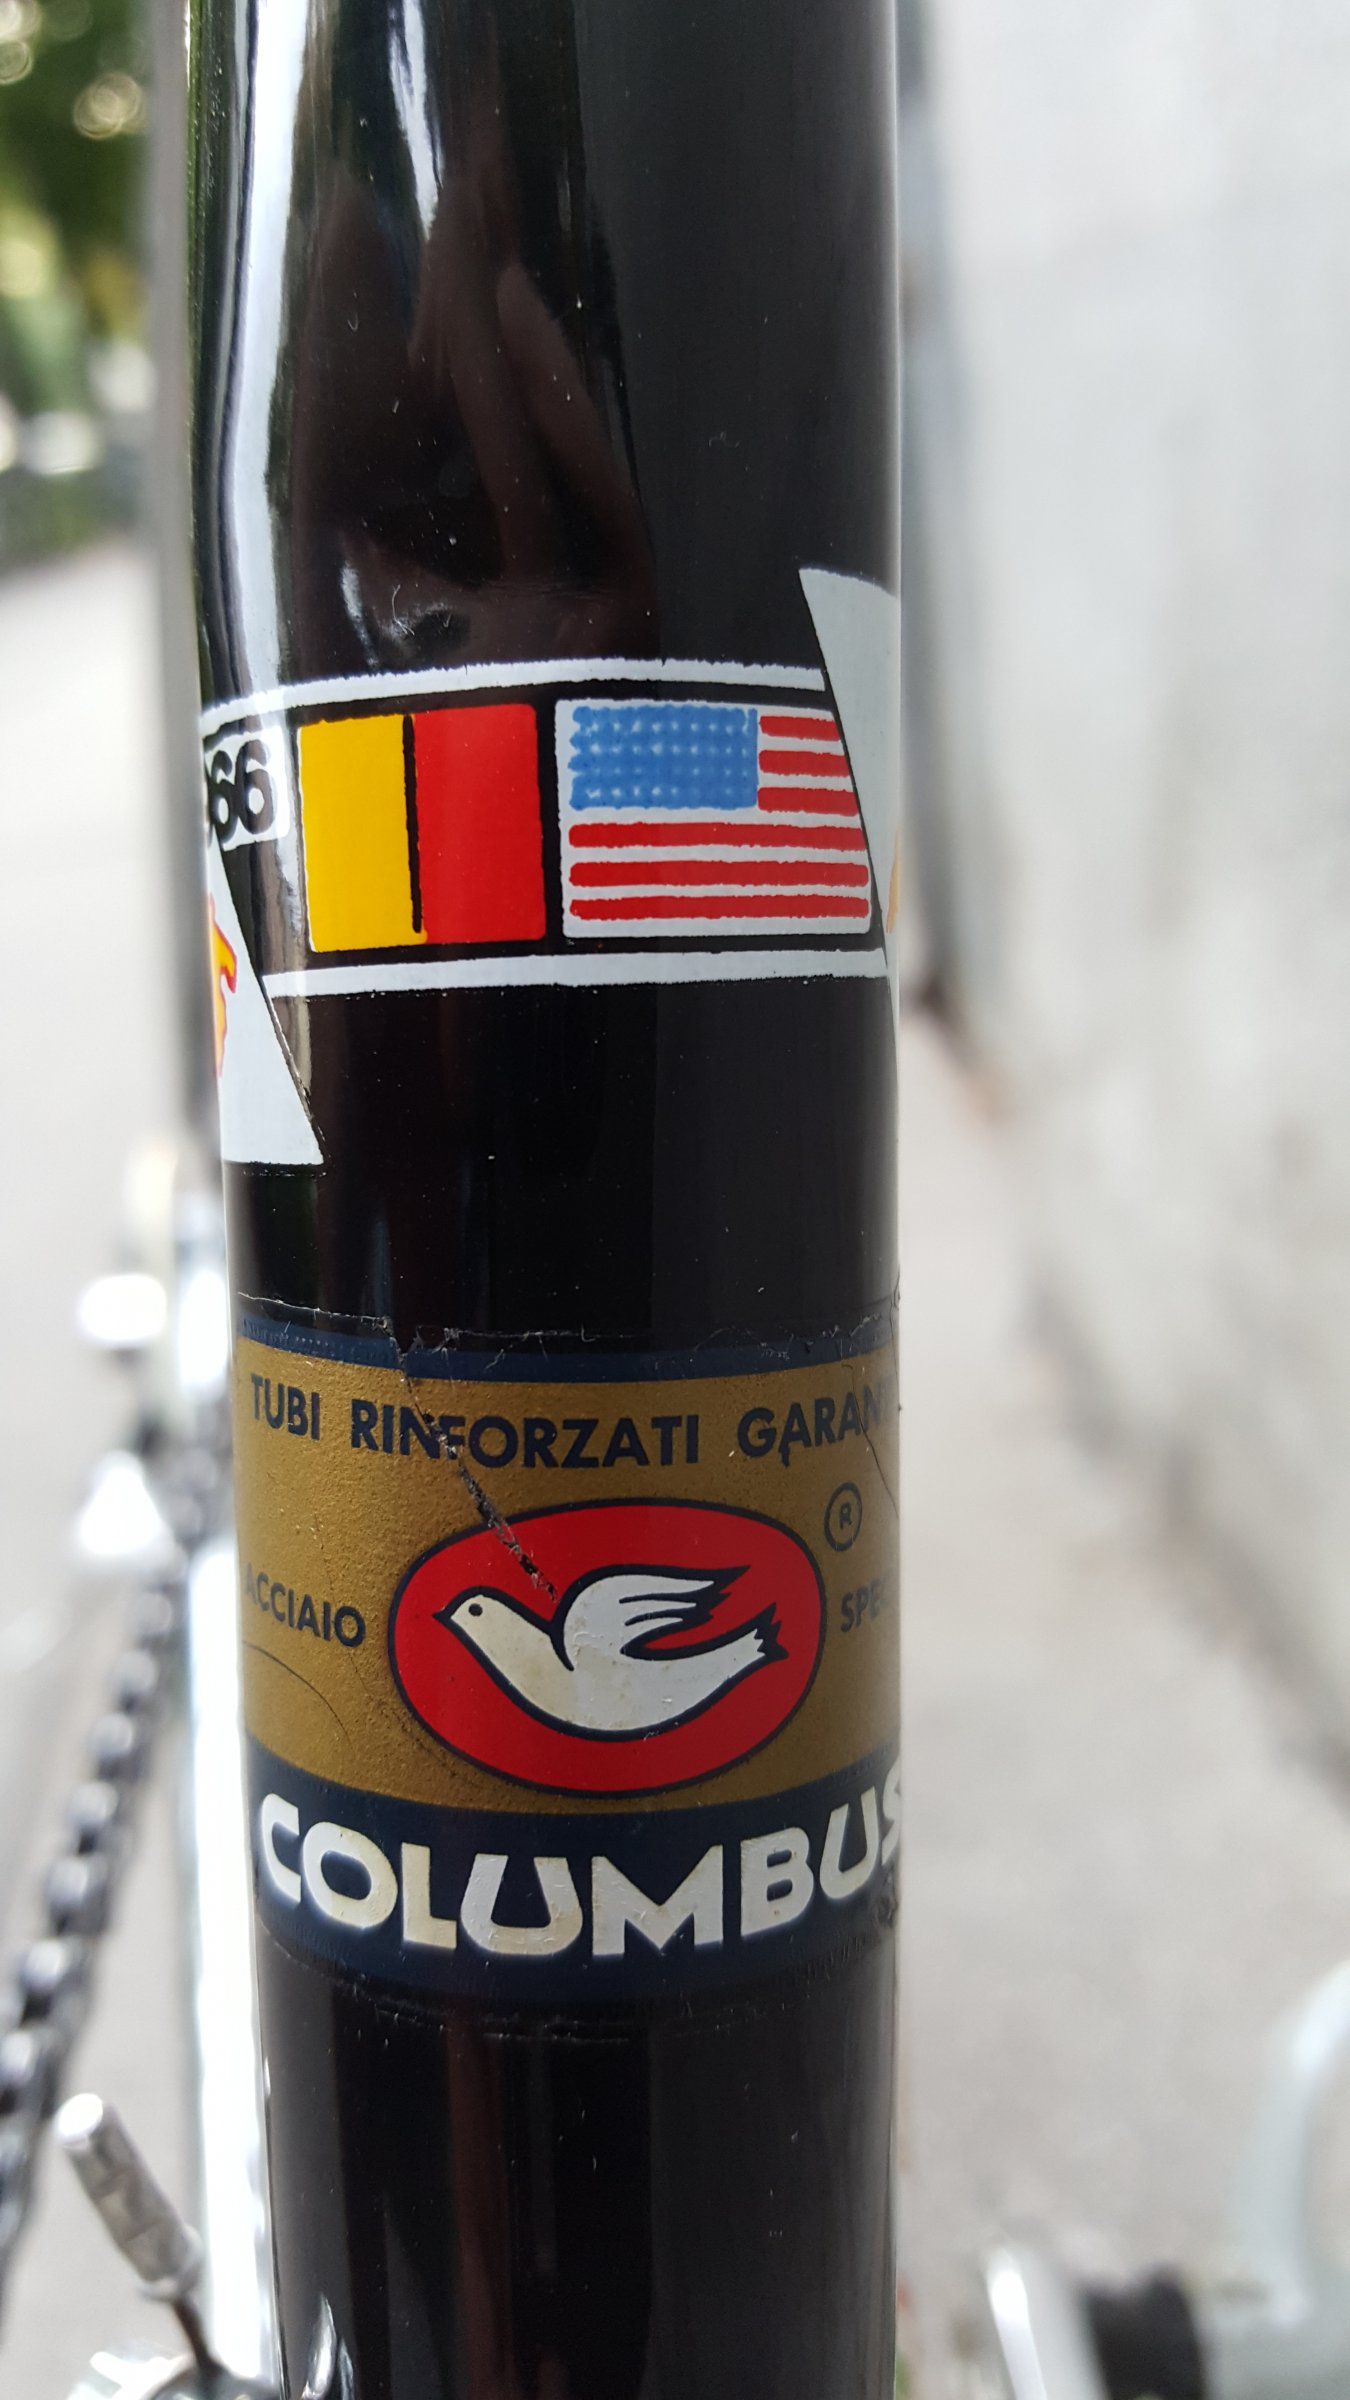 66
TUBI RINFORZATI GARANT
®
ACCIAIO SPE
COLUMBUS